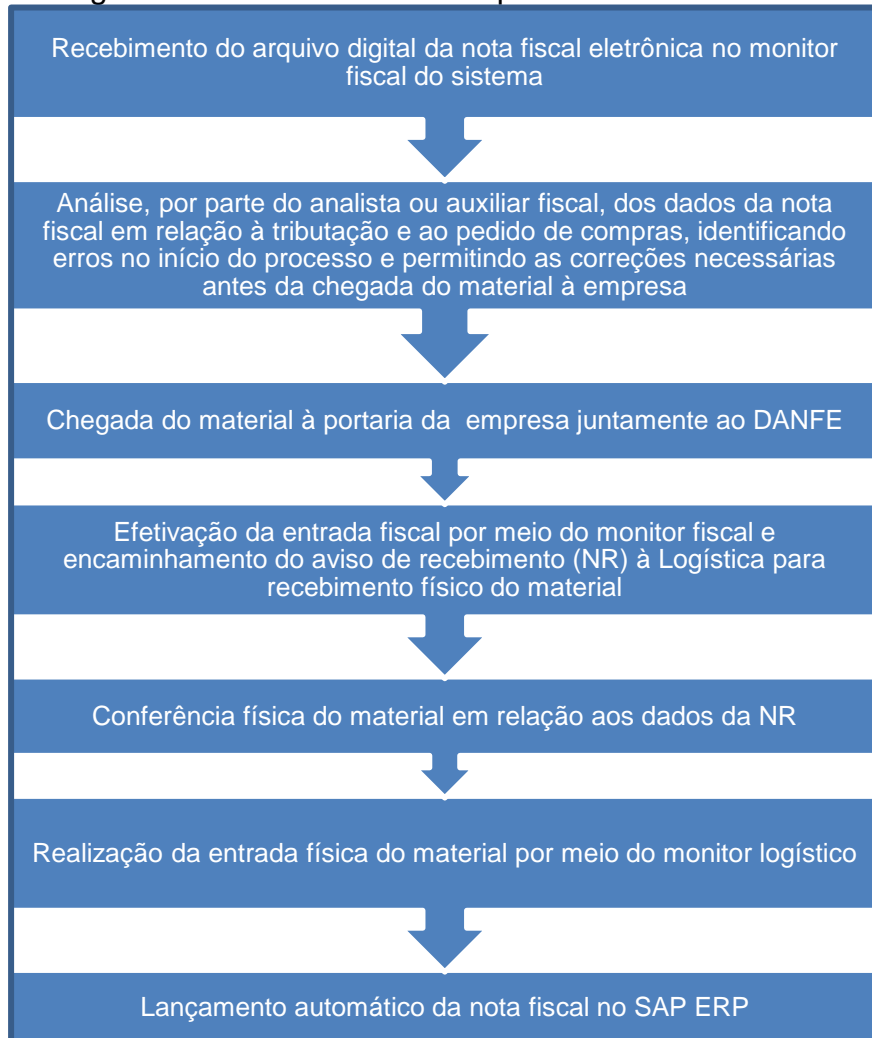 Recebimento do arquivo digital da nota fiscal eletrônica no monitor
fiscal do sistema
Análise, por parte do analista ou auxiliar fiscal, dos dados da nota
fiscal em relação à tributação e ao pedido de compras, identificando
erros no início do processo e permitindo as correções necessárias
antes da chegada do material à empresa
Chegada do material à portaria da empresa juntamente ao DANFE
Efetivação da entrada fiscal por meio do monitor fiscal e
encaminhamento do aviso de recebimento (NR) à Logística para
recebimento físico do material
Conferência física do material em relação aos dados da NR
Realização da entrada física do material por meio do monitor logístico
Lançamento automático da nota fiscal no SAP ERP